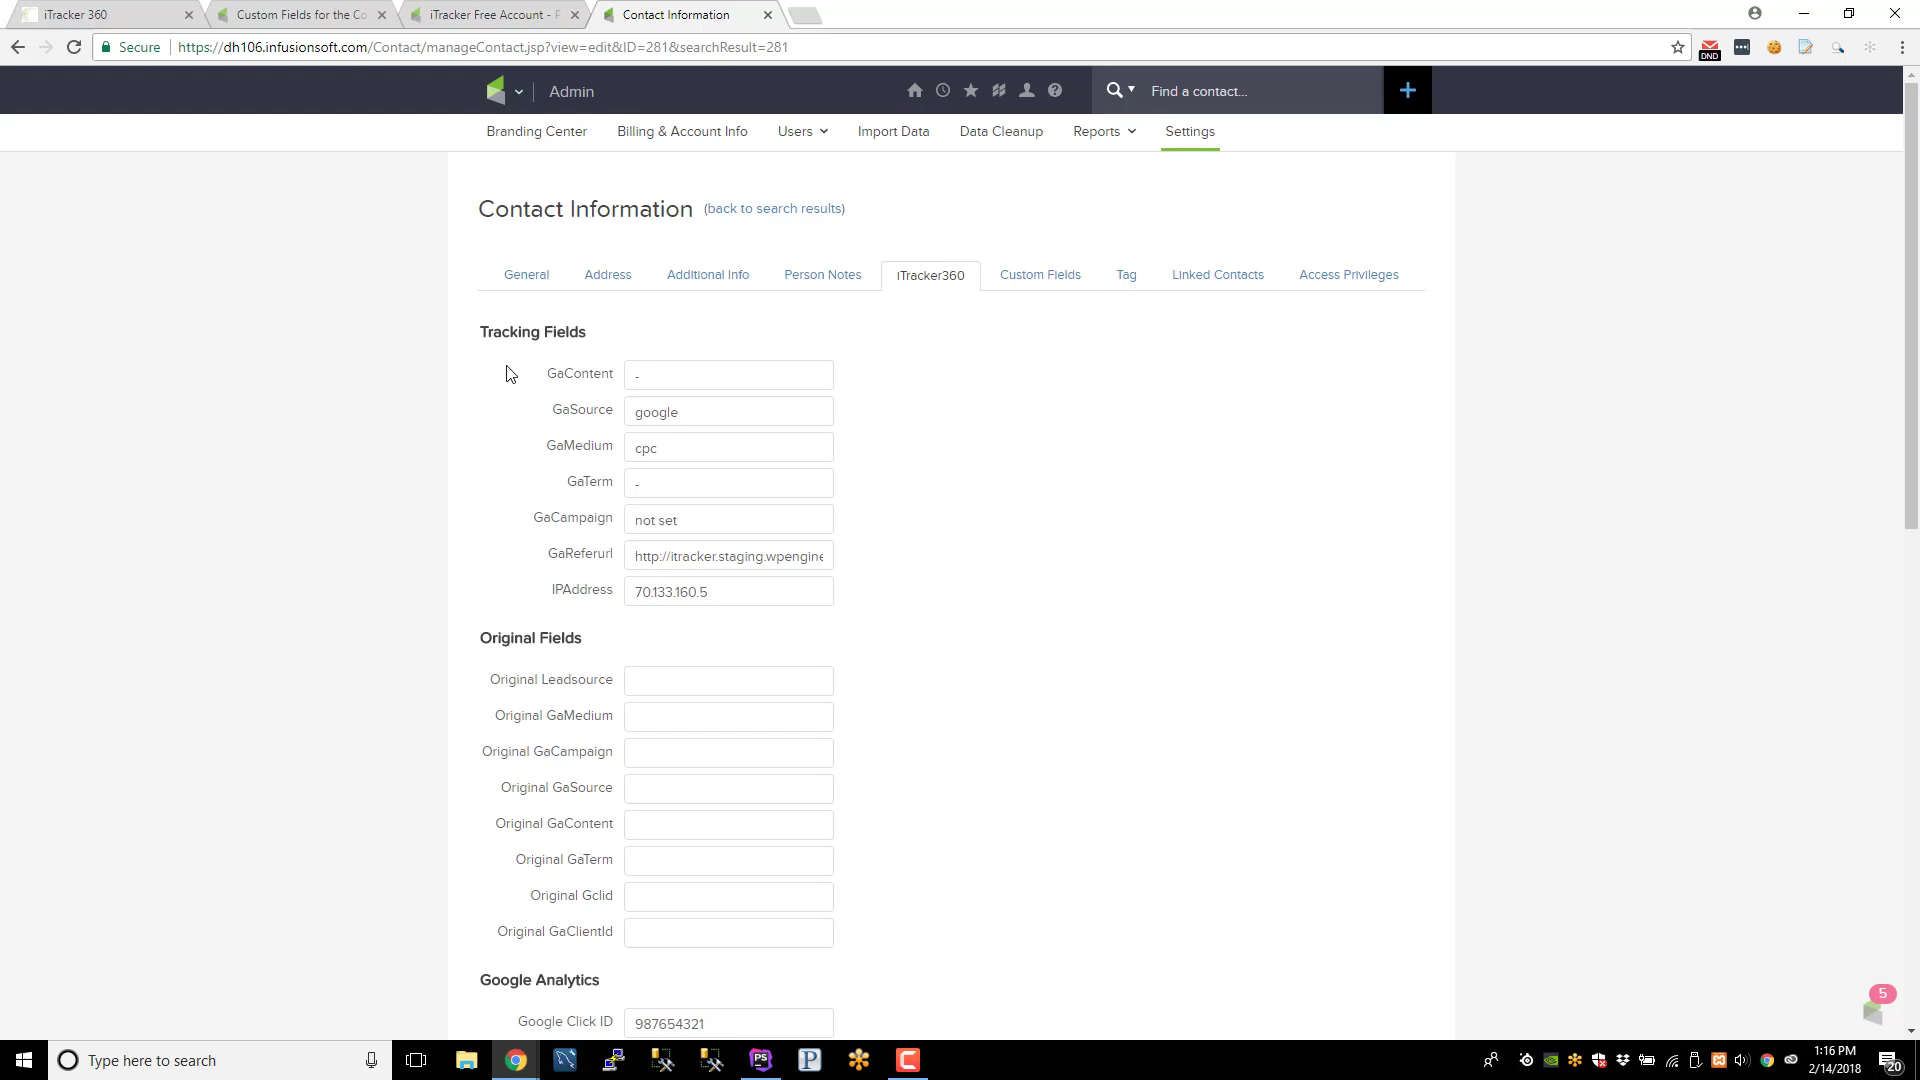 iTracker 360
Custom Fields for the Co
iTracker Free Account -
Contact Information
Secure https://dh106.infusionsoft.com/Contact/manageContact.jsp?view=edit&ID=281&searchResult=281
DND
Admin
Find a contact...
Branding Center Billing & Account Info Users Import Data Data Cleanup Reports Settings
Contact Information (back to search results)
General Address Additional Info Person Notes iTracker360 Custom Fields Tag Linked Contacts Access Privileges
Tracking Fields
GaContent -
GaSource google
GaMedium cpc
GaTerm -
GaCampaign not set
GaReferurl http://itracker.staging.wpengine
IPAddress 70.133.160.5
Original Fields
Original Leadsource
Original GaMedium
Original GaCampaign
Original GaSource
Original GaContent
Original GaTerm
Original Gclid
Original GaClientId
Google Analytics
Google Click ID 987654321
5
Type here to search
PS
P
C
1:16 PM
2/14/2018
20